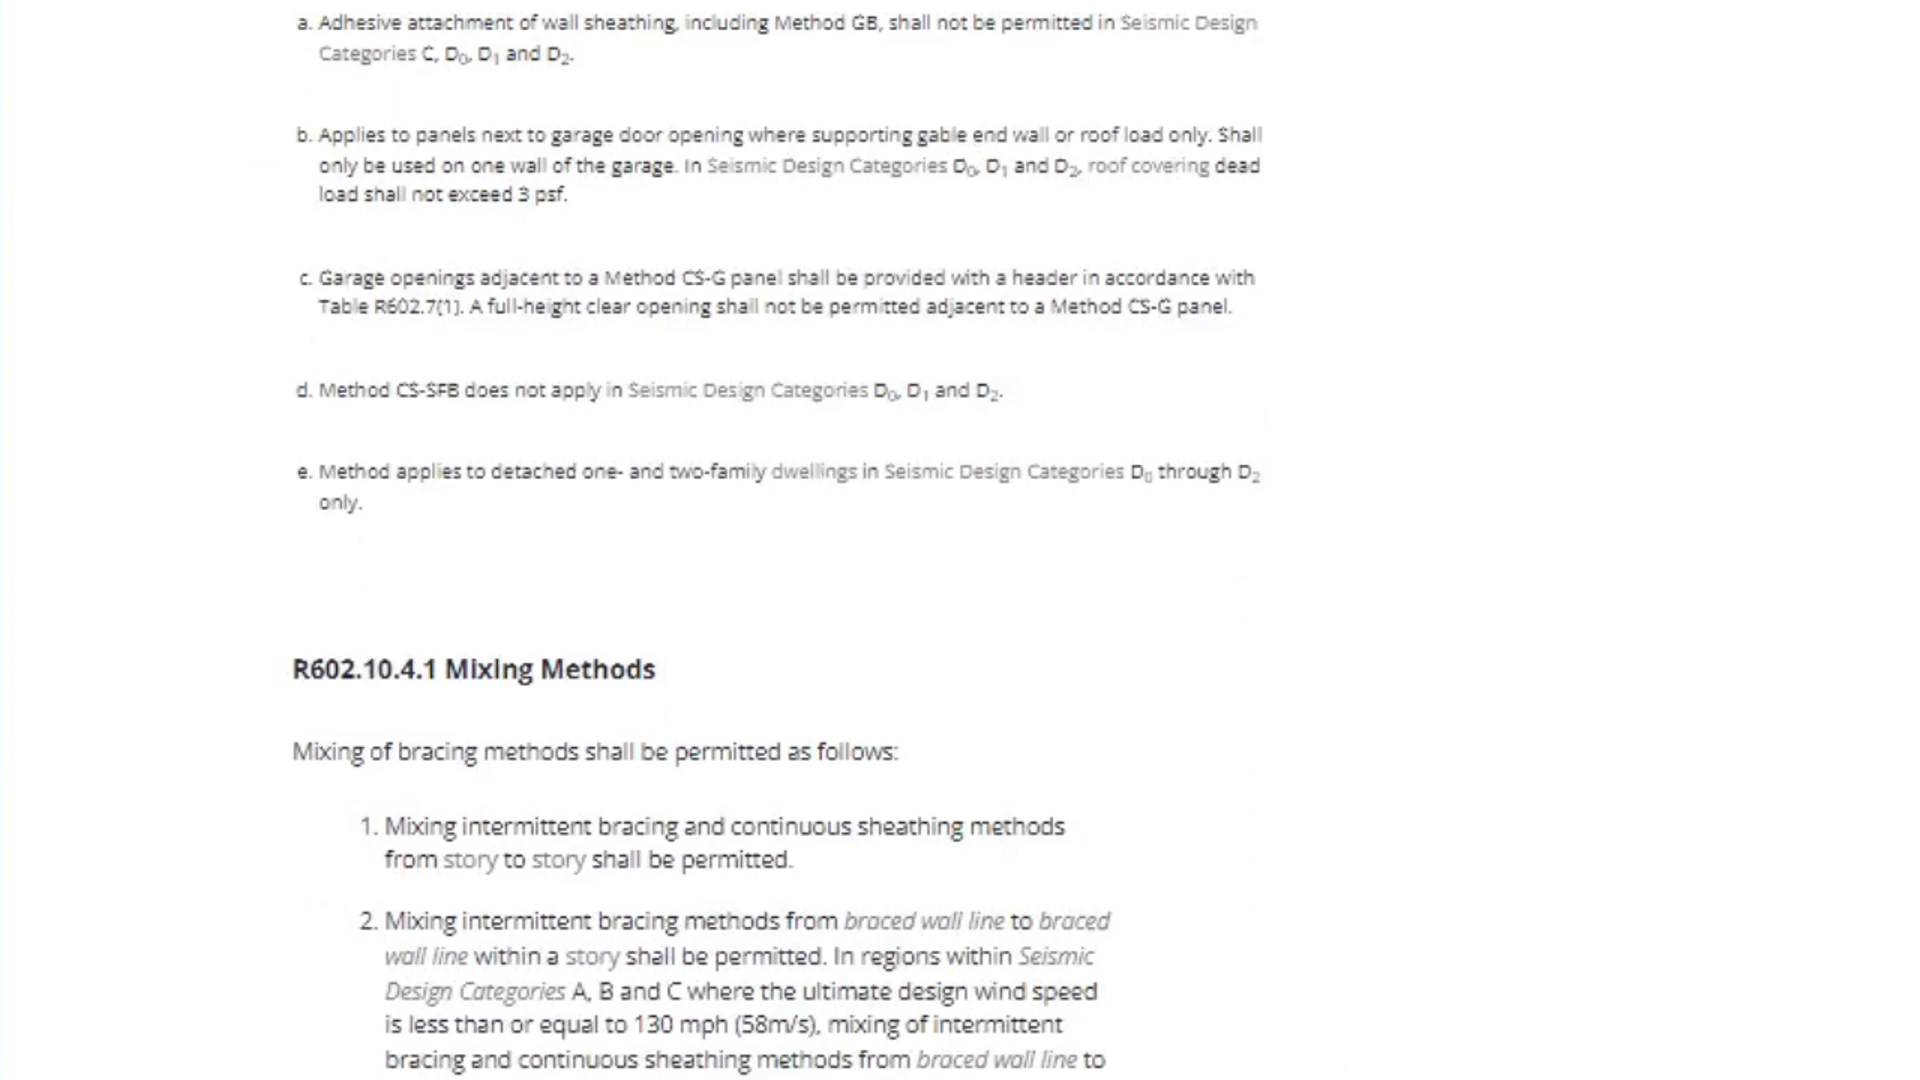 a. Adhesive attachment of wall sheathing, including Method GB, shall not be permitted in Seismic Design
Categories C, D0, D1 and D2.
b. Applies to panels next to garage door opening where supporting gable end wall or roof load only. Shall
only be used on one wall of the garage. In Seismic Design Categories D0, D1 and D2, roof covering dead
load shall not exceed 3 psf.
c. Garage openings adjacent to a Method CS-G panel shall be provided with a header in accordance with
Table R602.7(1). A full-height clear opening shall not be permitted adjacent to a Method CS-G panel.
d. Method CS-SFB does not apply in Seismic Design Categories D0, D1 and D2.
e. Method applies to detached one- and two-family dwellings in Seismic Design Categories D0 through D2
only.
R602.10.4.1 Mixing Methods
Mixing of bracing methods shall be permitted as follows:
1. Mixing intermittent bracing and continuous sheathing methods
from story to story shall be permitted.
2. Mixing intermittent bracing methods from braced wall line to braced
wall line within a story shall be permitted. In regions within Seismic
Design Categories A, B and C where the ultimate design wind speed
is less than or equal to 130 mph (58m/s), mixing of intermittent
bracing and continuous sheathing methods from braced wall line to